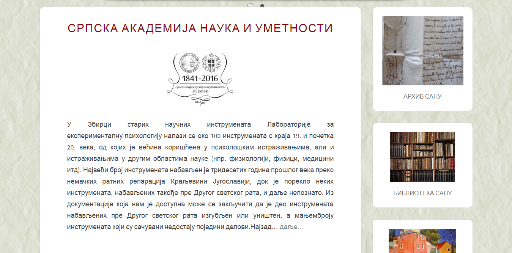 СРПСКА АКАДЕМИЈА НАУКА И УМЕТНОСТИ
1841-2016
У Збирци старих научних инструмената Лабораторије за
експерименталну психологију налази се око 100 инструмената с краја 19. и почетка
20. века, од којих је већина коришћена у психолошким истраживањима, али и
истраживањима у другим областима науке (нпр. физиологији, физици, медицини
итд). Највећи број инструмената набављен је тридесетих година прошлог века преко
немачких ратних репарација Краљевини Југославији, док је порекло неких
инструмената, набављених такође пре Другог светског рата, и даље непознато. Из
документације која нам је доступна може се закључити да је део инструмената
набављених пре Другог светског рата изгубљен или уништен, а мањем броју
инструмената који су сачувани недостају поједини делови.Назад... даље...
АРХИВ САНУ
БИБЛИОТЕКА САНУ